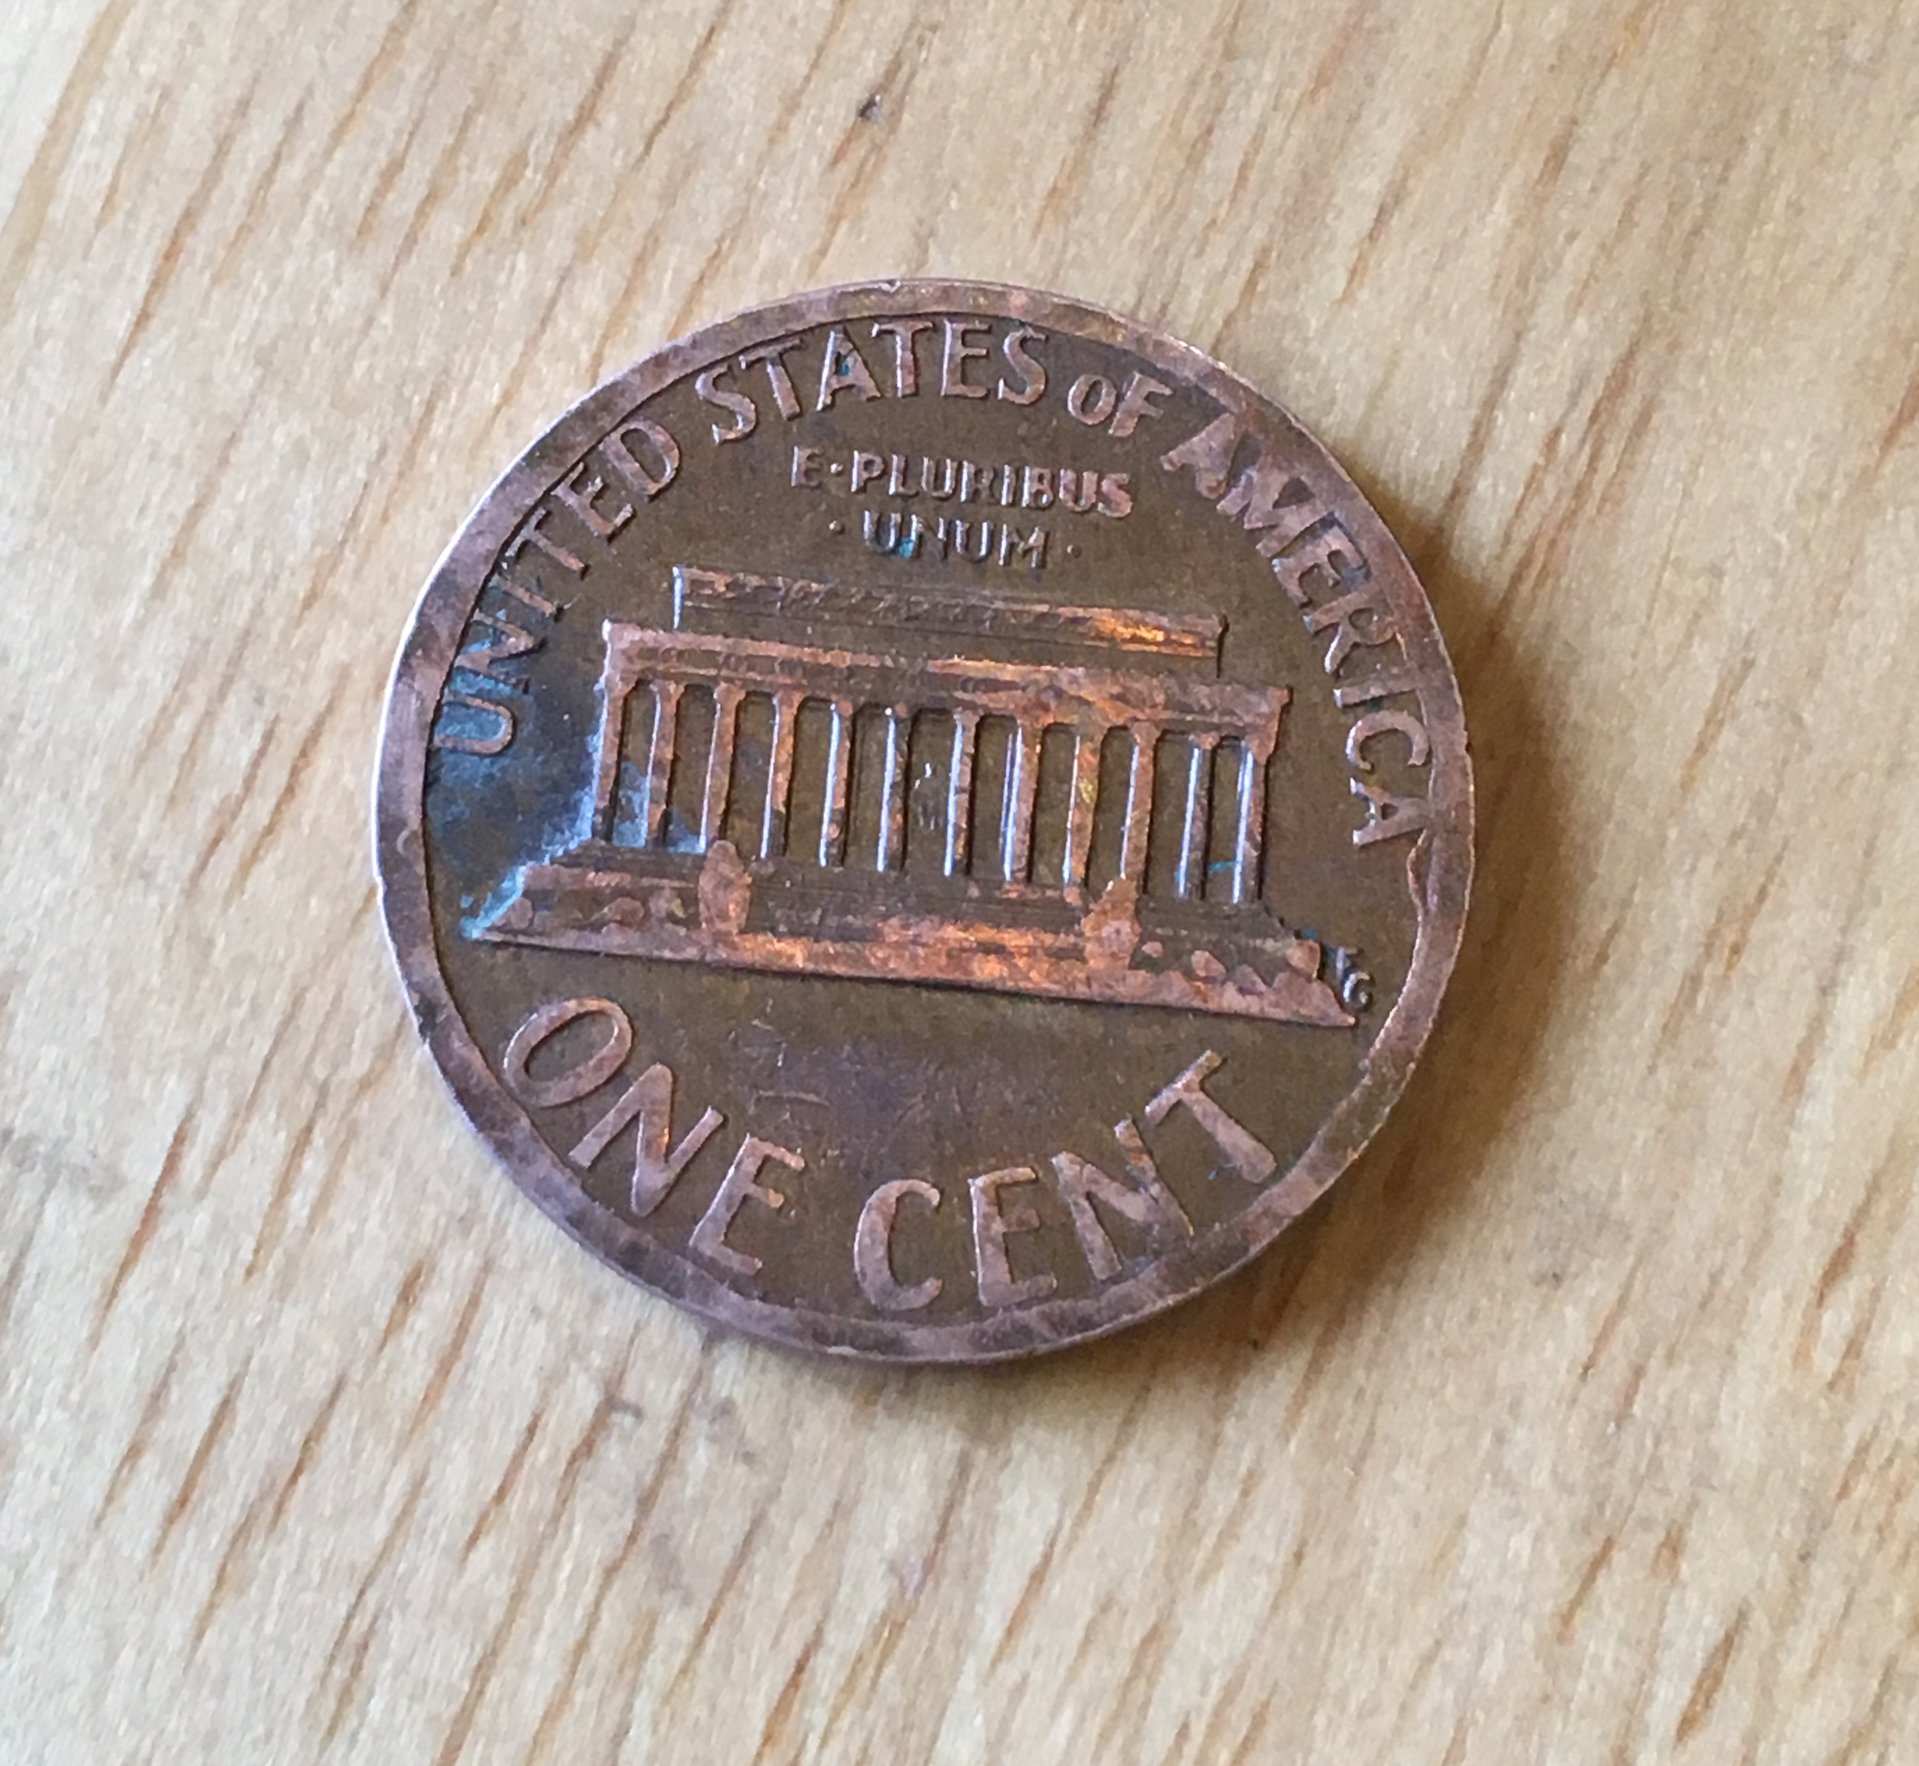 UNITED STATES OF AMERICA
E·PLURIBUS
·UNUM·
FG
ONE CENT